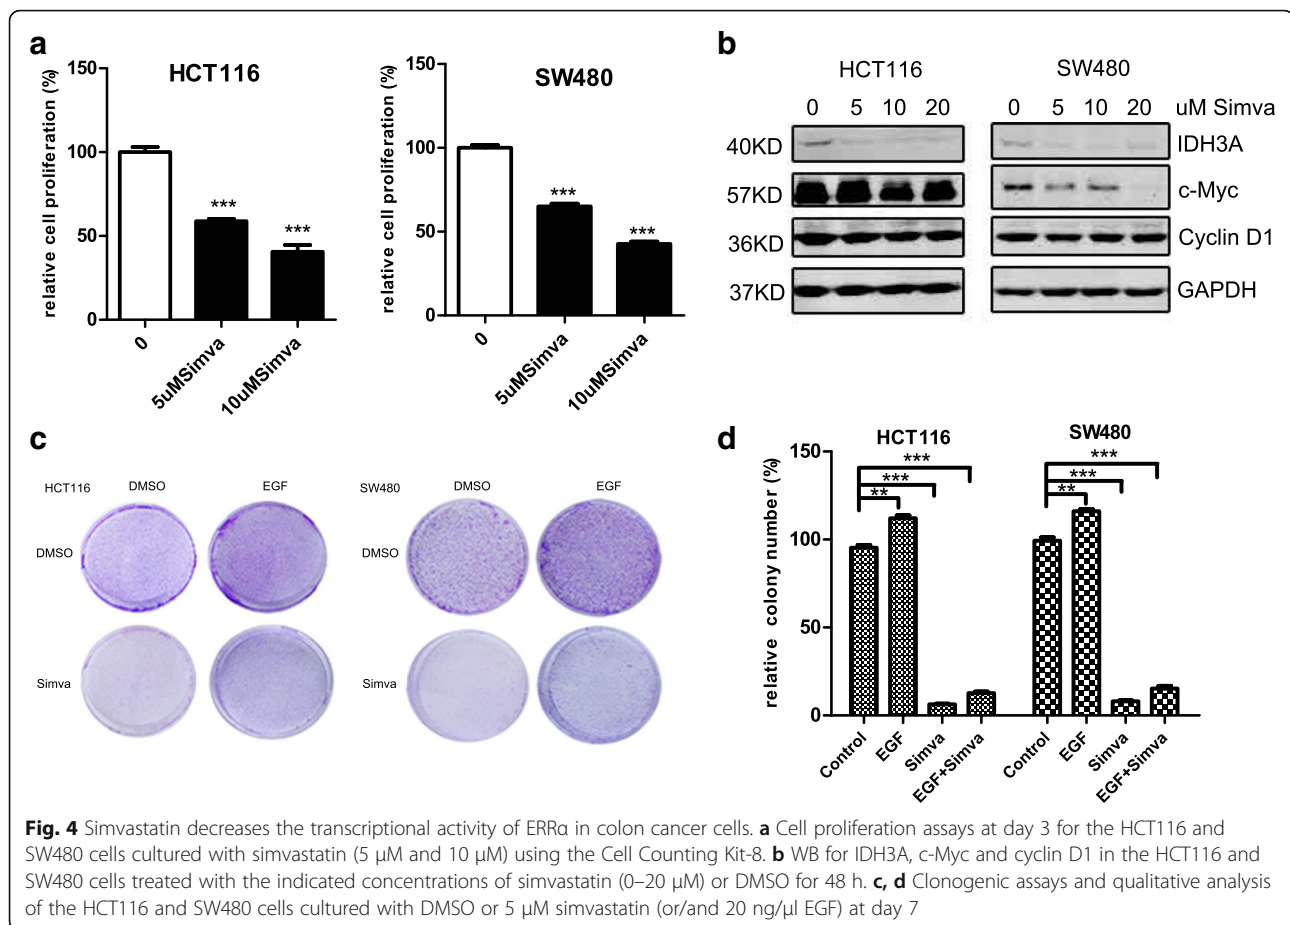 a
HCT116
SW480
relative cell proliferation (%)
150
100
50
0
***
***
0
5uMSimva
10uMSimva
relative cell proliferation (%)
150
100
50
0
***
***
0
5uMSimva
10uMSimva
b
HCT116
SW480
0 5 10 20
0 5 10 20
uM Simva
40KD
IDH3A
57KD
c-Myc
36KD
Cyclin D1
37KD
GAPDH
c
HCT116
DMSO
EGF
SW480
DMSO
EGF
DMSO
DMSO
Simva
Simva
d
HCT116
SW480
relative colony number (%)
150
100
50
0
***
***
**
***
***
**
Control
EGF
Simva
EGF+Simva
Control
EGF
Simva
EGF+Simva
Fig. 4 Simvastatin decreases the transcriptional activity of ERRα in colon cancer cells. a Cell proliferation assays at day 3 for the HCT116 and
SW480 cells cultured with simvastatin (5 μM and 10 μM) using the Cell Counting Kit-8. b WB for IDH3A, c-Myc and cyclin D1 in the HCT116 and
SW480 cells treated with the indicated concentrations of simvastatin (0–20 μM) or DMSO for 48 h. c, d Clonogenic assays and qualitative analysis
of the HCT116 and SW480 cells cultured with DMSO or 5 μM simvastatin (or/and 20 ng/μl EGF) at day 7